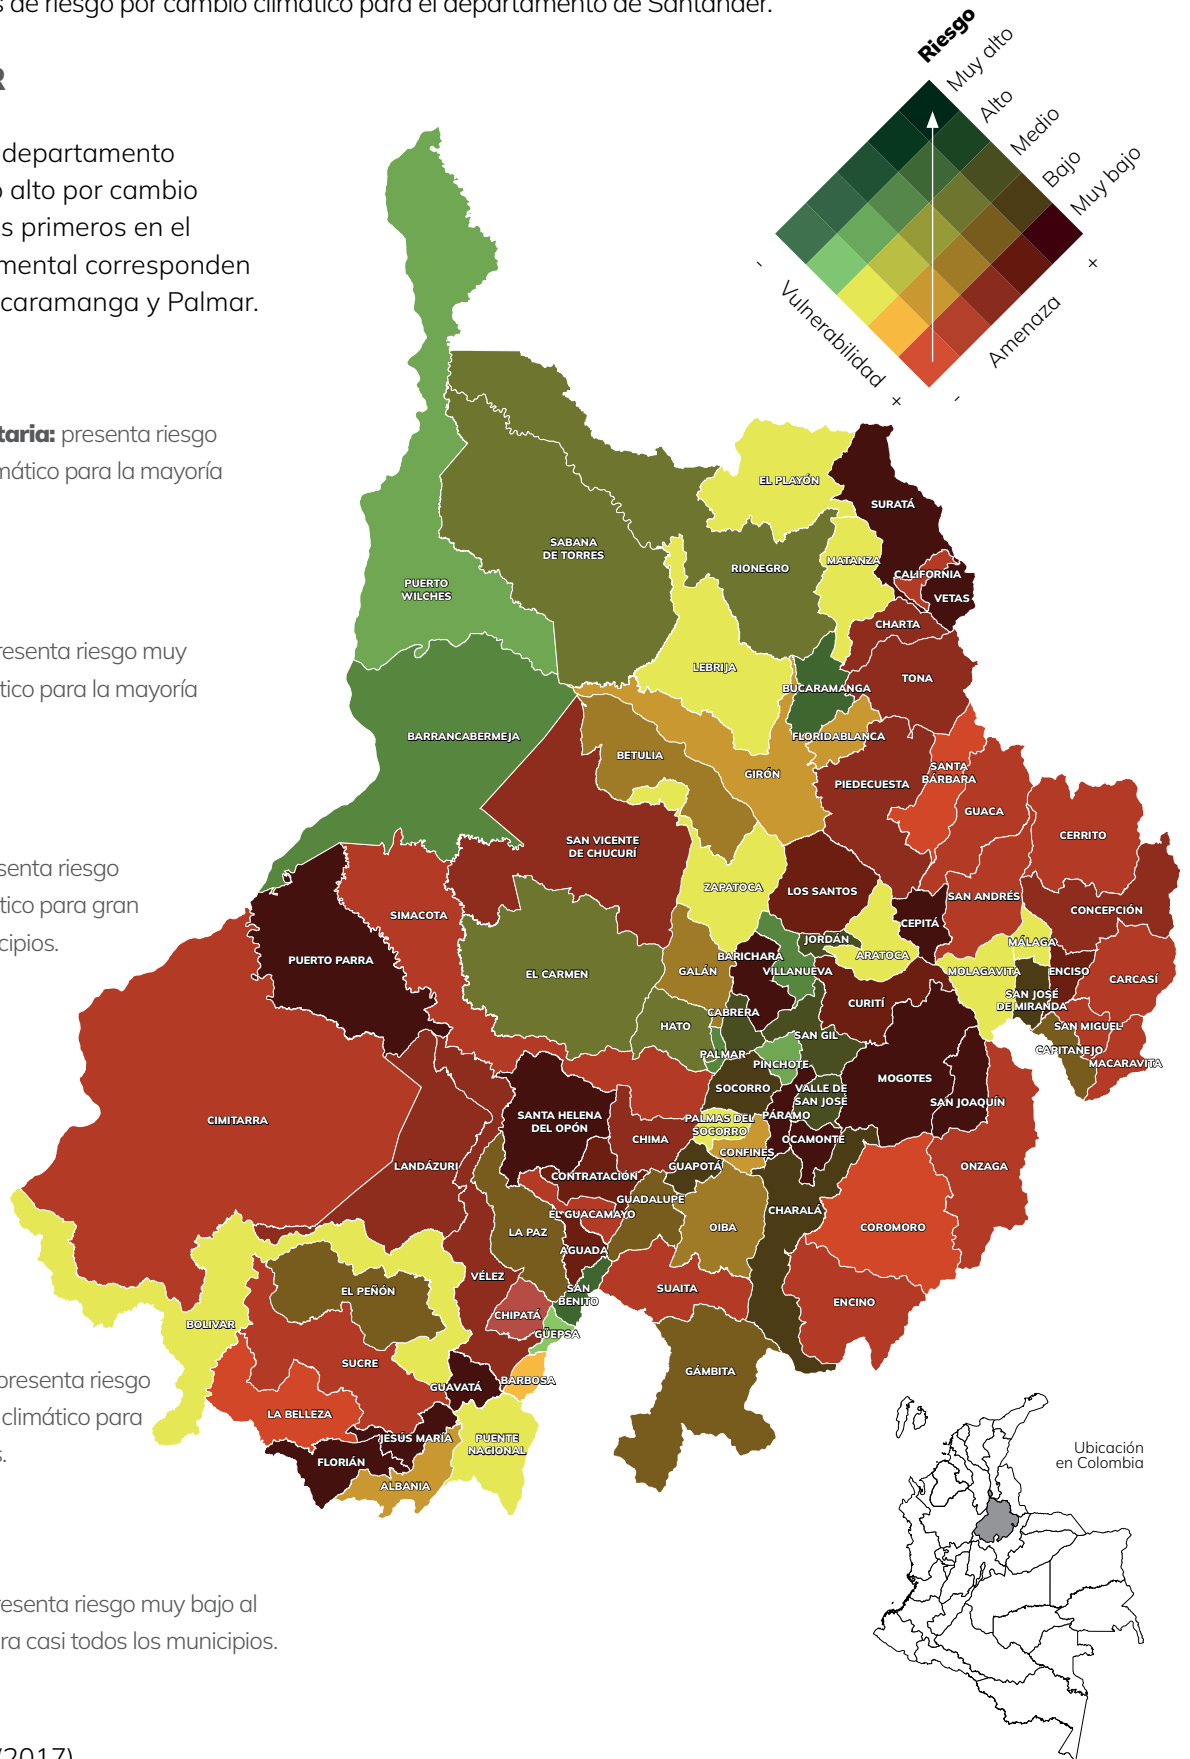 s de riesgo por cambio climático para el departamento de Santander.
R
departamento
o alto por cambio
s primeros en el
mental corresponden
caramanga y Palmar.
taria: presenta riesgo
mático para la mayoría
resenta riesgo muy
tico para la mayoría
senta riesgo
tico para gran
cipios.
presenta riesgo
climático para
s.
resenta riesgo muy bajo al
ra casi todos los municipios.
/2017)
Riesgo
Muy alto
Alto
Medio
Bajo
Muy bajo
-
+
Vulnerabilidad
Amenaza
+
-
EL PLAYÓN
SURATÁ
SABANA
DE TORRES
RIONEGRO
MATANZA
CALIFORNIA
VETAS
PUERTO
WILCHES
CHARTA
LEBRIJA
TONA
BUCARAMANGA
BARRANCABERMEJA
FLORIDABLANCA
BETULIA
GIRÓN
SANTA
BÁRBARA
PIEDECUESTA
GUACA
CERRITO
SAN VICENTE
DE CHUCURÍ
ZAPATOCA
LOS SANTOS
SAN ANDRÉS
CONCEPCIÓN
SIMACOTA
CEPITÁ
JORDÁN
MÁLAGA
PUERTO PARRA
EL CARMEN
GALÁN
BARICHARA
VILLANUEVA
ARATOCA
MOLAGAVITA
ENCISO
CARCASÍ
SAN JOSÉ
DE MIRANDA
CURITÍ
CABRERA
HATO
SAN GIL
SAN MIGUEL
PALMAR
PINCHOTE
CAPITANEJO
MACARAVITA
SOCORRO
VALLE DE
SAN JOSÉ
MOGOTES
SAN JOAQUÍN
CIMITARRA
SANTA HELENA
DEL OPÓN
PALMAS DEL
SOCORRO
PÁRAMO
CHIMA
OCAMONTE
CONFINES
LANDÁZURI
CONTRATACIÓN
GUAPOTÁ
ONZAGA
GUADALUPE
EL GUACAMAYO
CHARALÁ
LA PAZ
OIBA
COROMORO
AGUADA
VÉLEZ
SAN
BENITO
SUAITA
EL PEÑÓN
ENCINO
CHIPATÁ
BOLIVAR
GÜEPSA
SUCRE
GÁMBITA
GUAVATÁ
BARBOSA
LA BELLEZA
JESÚS MARÍA
PUENTE
NACIONAL
FLORIÁN
ALBANIA
Ubicación
en Colombia